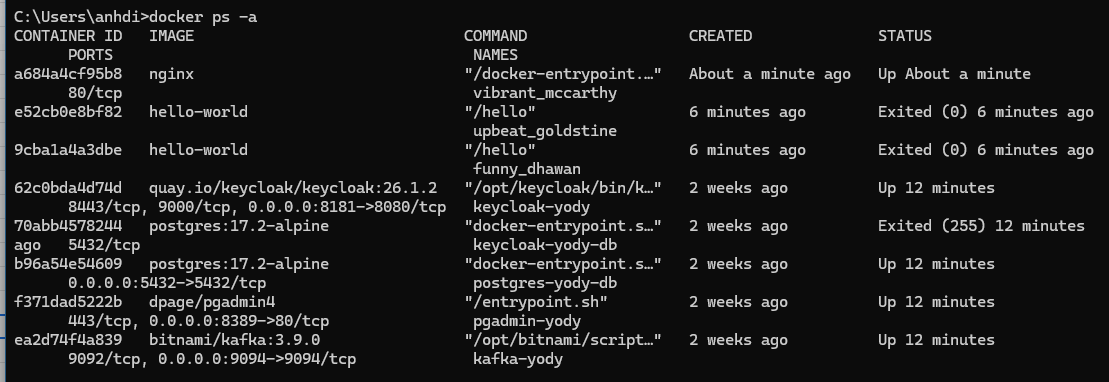 C:\Users\anhdi>docker ps -a
CONTAINER ID   IMAGE                              COMMAND                  CREATED              STATUS
      PORTS                                        NAMES
a684a4cf95b8   nginx                              "/docker-entrypoint.…"   About a minute ago   Up About a minute
      80/tcp                                       vibrant_mccarthy
e52cb0e8bf82   hello-world                        "/hello"                 6 minutes ago        Exited (0) 6 minutes ago
                                                   upbeat_goldstine
9cba1a4a3dbe   hello-world                        "/hello"                 6 minutes ago        Exited (0) 6 minutes ago
                                                   funny_dhawan
62c0bda4d74d   quay.io/keycloak/keycloak:26.1.2   "/opt/keycloak/bin/k…"   2 weeks ago          Up 12 minutes
      8443/tcp, 9000/tcp, 0.0.0.0:8181->8080/tcp   keycloak-yody
70abb4578244   postgres:17.2-alpine               "docker-entrypoint.s…"   2 weeks ago          Exited (255) 12 minutes
ago   5432/tcp                                     keycloak-yody-db
b96a54e54609   postgres:17.2-alpine               "docker-entrypoint.s…"   2 weeks ago          Up 12 minutes
      0.0.0.0:5432->5432/tcp                       postgres-yody-db
f371dad5222b   dpage/pgadmin4                     "/entrypoint.sh"         2 weeks ago          Up 12 minutes
      443/tcp, 0.0.0.0:8389->80/tcp                pgadmin-yody
ea2d74f4a839   bitnami/kafka:3.9.0                "/opt/bitnami/script…"   2 weeks ago          Up 12 minutes
      9092/tcp, 0.0.0.0:9094->9094/tcp             kafka-yody